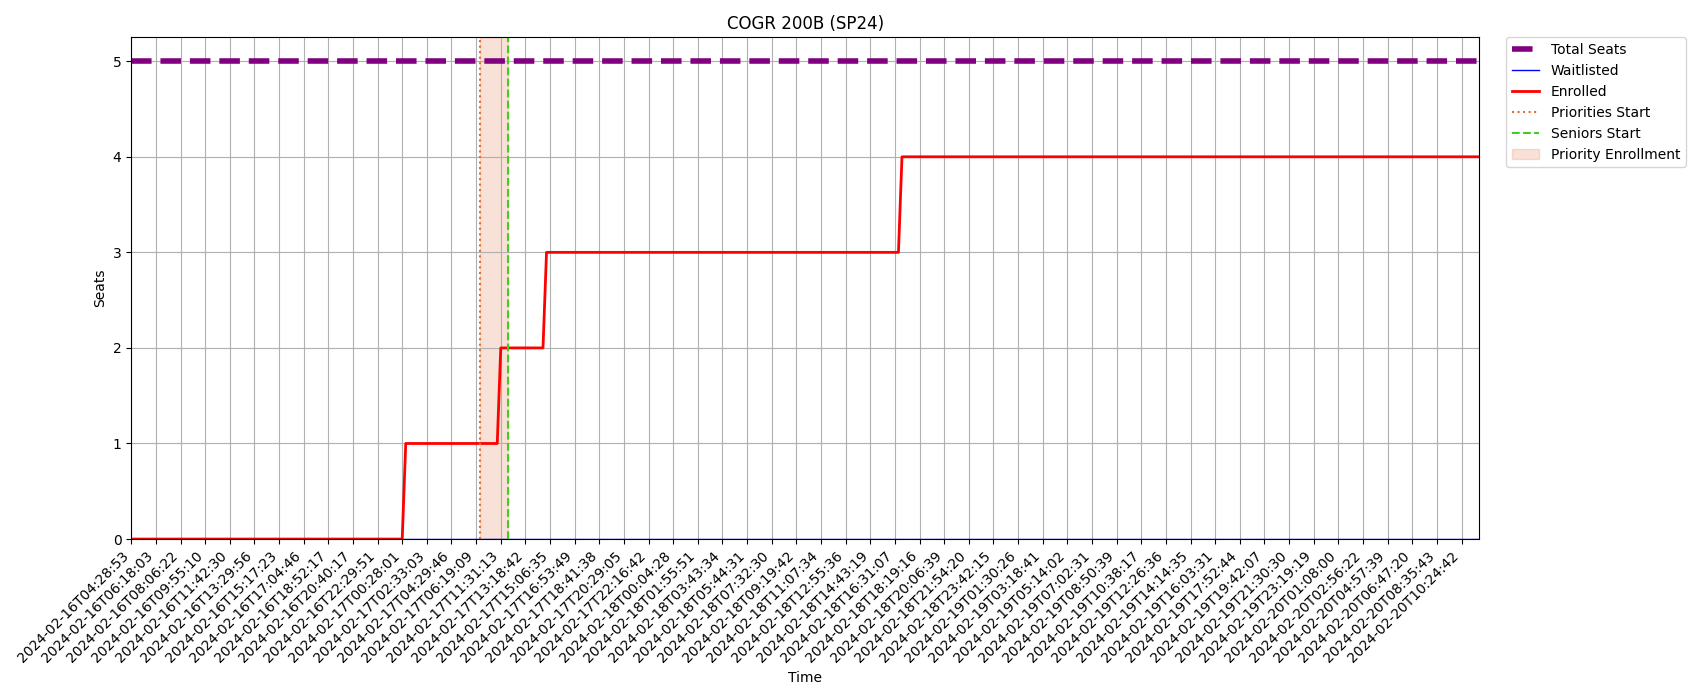 COGR 200B (SP24)
Total Seats
Waitlisted
Enrolled
Priorities Start
Seniors Start
Priority Enrollment
5
4
3
2
1
0
Seats
2024-02-16T04:28:53
2024-02-16T06:18:03
2024-02-16T08:06:22
2024-02-16T09:55:10
2024-02-16T11:42:30
2024-02-16T13:29:56
2024-02-16T15:17:23
2024-02-16T17:04:46
2024-02-16T18:52:17
2024-02-16T20:40:17
2024-02-16T22:29:51
2024-02-17T00:28:01
2024-02-17T02:33:03
2024-02-17T04:29:46
2024-02-17T06:19:09
2024-02-17T11:31:13
2024-02-17T13:18:42
2024-02-17T15:06:35
2024-02-17T16:53:49
2024-02-17T18:41:38
2024-02-17T20:29:05
2024-02-17T22:16:42
2024-02-18T00:04:28
2024-02-18T01:55:51
2024-02-18T03:43:34
2024-02-18T05:44:31
2024-02-18T07:32:30
2024-02-18T09:19:42
2024-02-18T11:07:34
2024-02-18T12:55:36
2024-02-18T14:43:19
2024-02-18T16:31:07
2024-02-18T18:19:16
2024-02-18T20:06:39
2024-02-18T21:54:20
2024-02-18T23:42:15
2024-02-19T01:30:26
2024-02-19T03:18:41
2024-02-19T05:14:02
2024-02-19T07:02:31
2024-02-19T08:50:39
2024-02-19T10:38:17
2024-02-19T12:26:36
2024-02-19T14:14:35
2024-02-19T16:03:31
2024-02-19T17:52:44
2024-02-19T19:42:07
2024-02-19T21:30:30
2024-02-19T23:19:19
2024-02-20T01:08:00
2024-02-20T02:56:22
2024-02-20T04:57:39
2024-02-20T06:47:20
2024-02-20T08:35:43
2024-02-20T10:24:42
Time